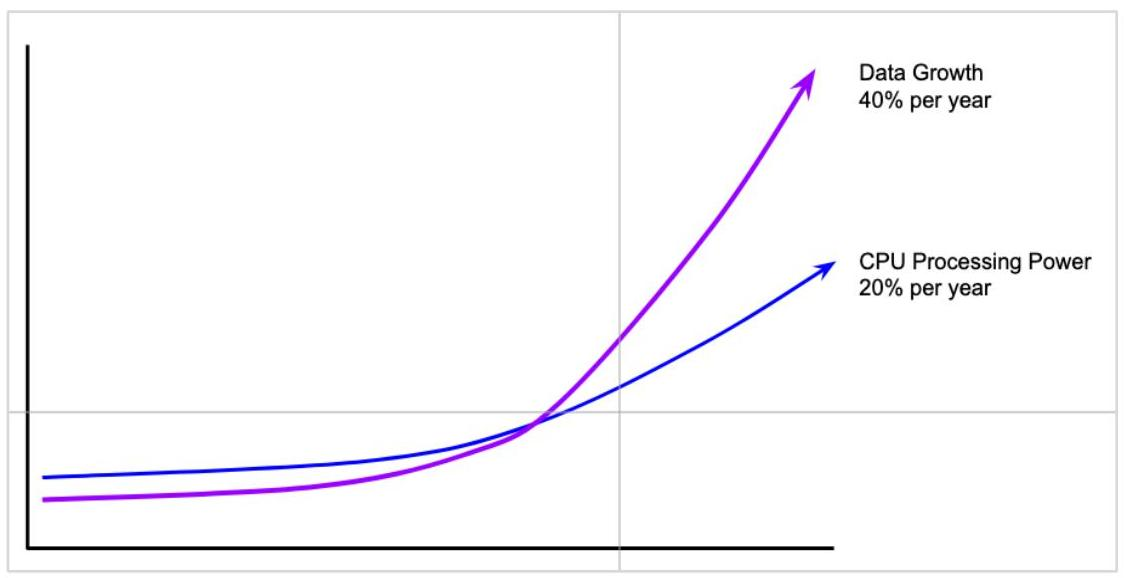 Data Growth
40% per year
CPU Processing Power
20% per year